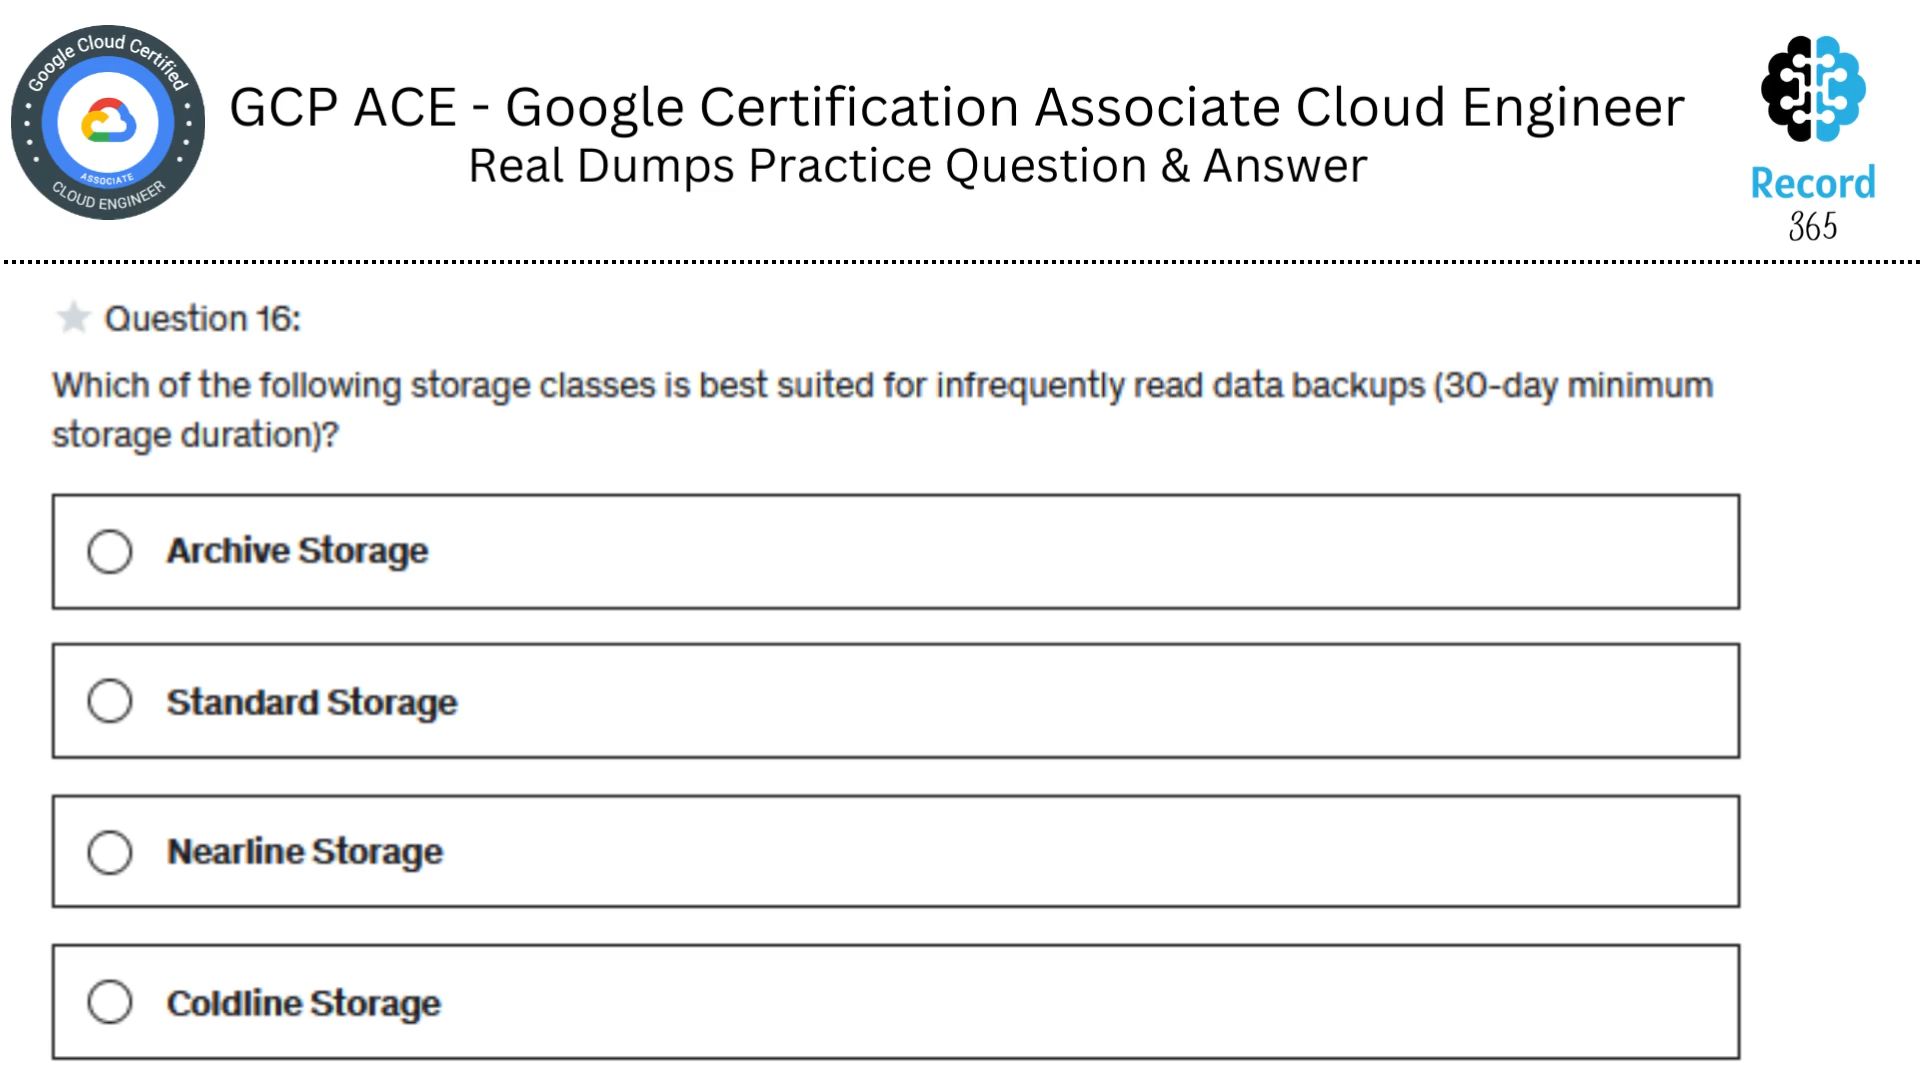 Google Cloud Certified
ASSOCIATE
CLOUD ENGINEER
GCP ACE - Google Certification Associate Cloud Engineer
Real Dumps Practice Question & Answer
Record
365
Question 16:
Which of the following storage classes is best suited for infrequently read data backups (30-day minimum
storage duration)?
Archive Storage
Standard Storage
Nearline Storage
Coldline Storage